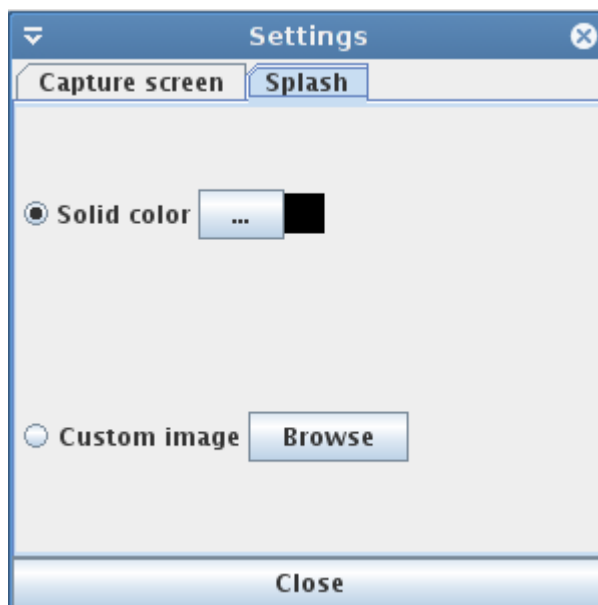 Settings
Capture screen Splash
Solid color ...
Custom image Browse
Close